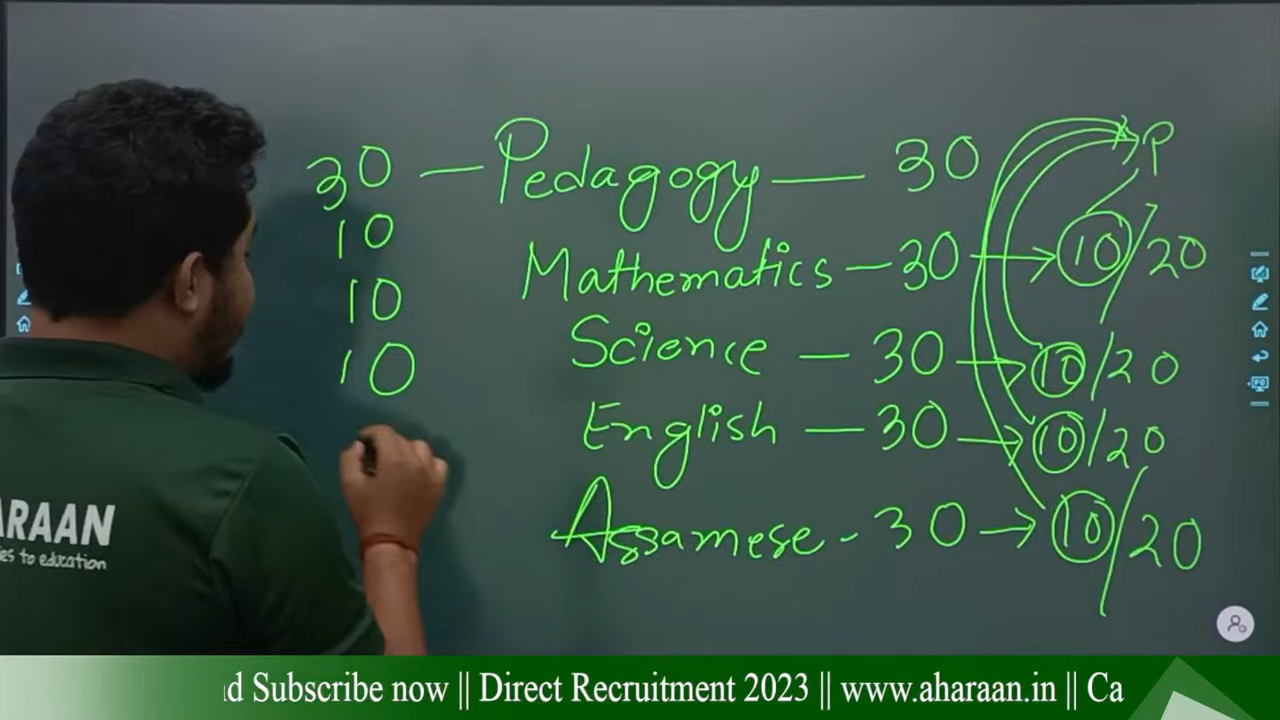 30 — Pedagogy — 30 P
10 Mathematics — 30 → 10/20
10 Science — 30 → 10/20
10 English — 30 → 10/20
Assamese - 30 → 10/20
ARAAN
ies to education
d Subscribe now || Direct Recruitment 2023 || www.aharaan.in || Ca